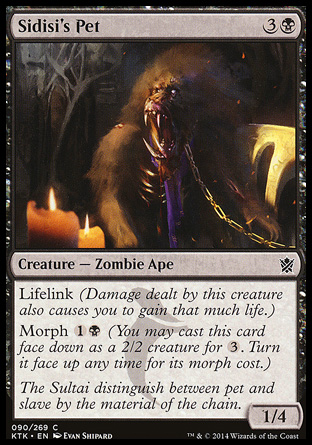 Sidisi's Pet 3
Creature — Zombie Ape
Lifelink (Damage dealt by this creature
also causes you to gain that much life.)
Morph 1 (You may cast this card
face down as a 2/2 creature for 3. Turn
it face up any time for its morph cost.)
The Sultai distinguish between pet and
slave by the material of the chain.
1/4
090/269 C
KTK • EN Evan Shipard
™ & © 2014 Wizards of the Coast